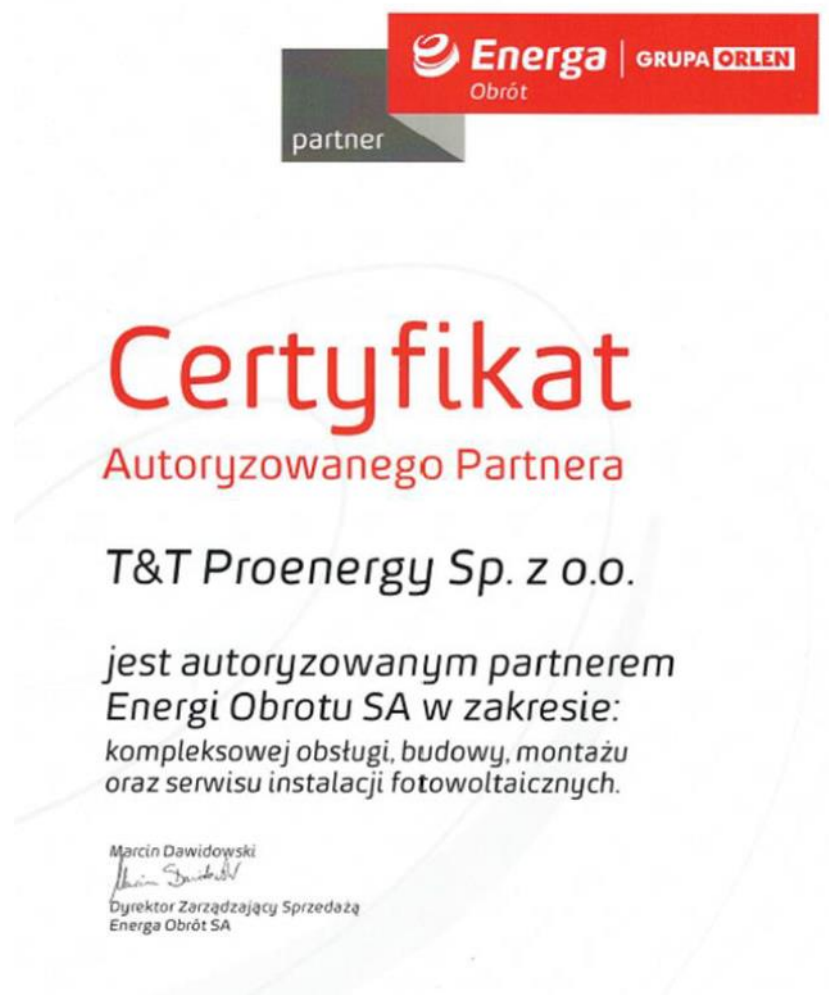 Energa | GRUPA ORLEN
Obrót
partner
Certyfikat
Autoryzowanego Partnera
T&T Proenergy Sp. z o.o.
jest autoryzowanym partnerem
Energi Obrotu SA w zakresie:
kompleksowej obsługi, budowy, montażu
oraz serwisu instalacji fotowoltaicznych.
Marcin Dawidowski
Dyrektor Zarządzający Sprzedażą
Energa Obrót SA